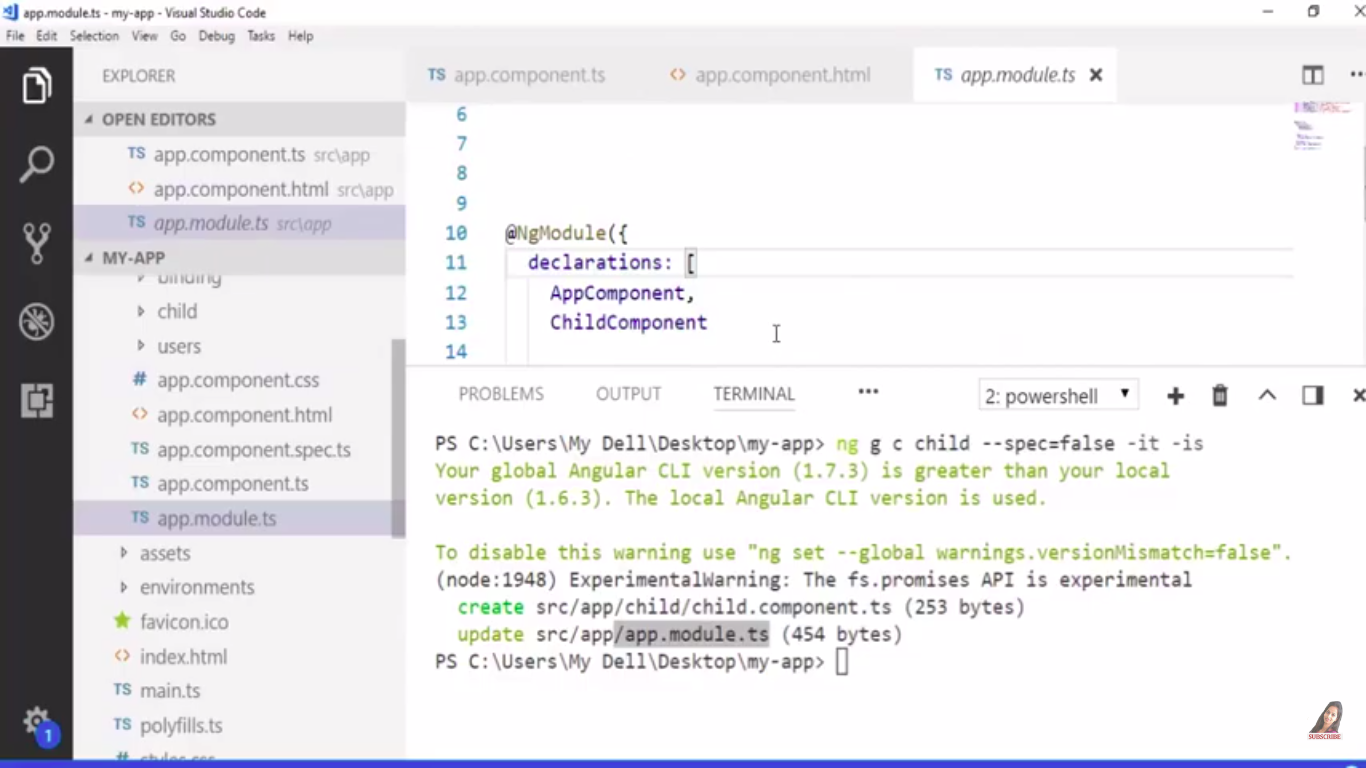 app.module.ts - my-app - Visual Studio Code
File Edit Selection View Go Debug Tasks Help
EXPLORER
OPEN EDITORS
TS app.component.ts src\app
<> app.component.html src\app
TS app.module.ts src\app
MY-APP
binding
child
users
# app.component.css
<> app.component.html
TS app.component.spec.ts
TS app.component.ts
TS app.module.ts
assets
environments
favicon.ico
<> index.html
TS main.ts
TS polyfills.ts
# styles.css
1
TS app.component.ts <> app.component.html TS app.module.ts
6
7
8
9
10 @NgModule({
11 declarations: [
12 AppComponent,
13 ChildComponent
14
PROBLEMS OUTPUT TERMINAL ••• 2: powershell
PS C:\Users\My Dell\Desktop\my-app> ng g c child --spec=false -it -is
Your global Angular CLI version (1.7.3) is greater than your local
version (1.6.3). The local Angular CLI version is used.
To disable this warning use "ng set --global warnings.versionMismatch=false".
(node:1948) ExperimentalWarning: The fs.promises API is experimental
create src/app/child/child.component.ts (253 bytes)
update src/app/app.module.ts (454 bytes)
PS C:\Users\My Dell\Desktop\my-app>
SUBSCRIBE